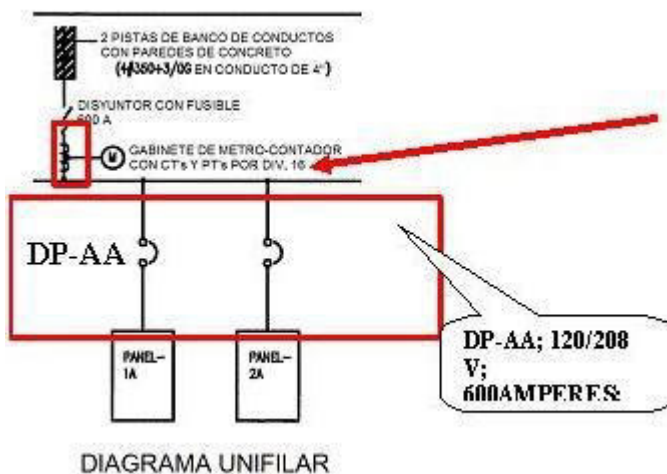 2 PISTAS DE BANCO DE CONDUCTOS
CON PAREDES DE CONCRETO
(4#350+3/0G EN CONDUCTO DE 4")
DISYUNTOR CON FUSIBLE
600 A
M
GABINETE DE METRO-CONTADOR
CON CT's Y PT's POR DIV. 16
DP-AA
DP-AA; 120/208
V;
600AMPERES;
PANEL-
1A
PANEL-
2A
DIAGRAMA UNIFILAR